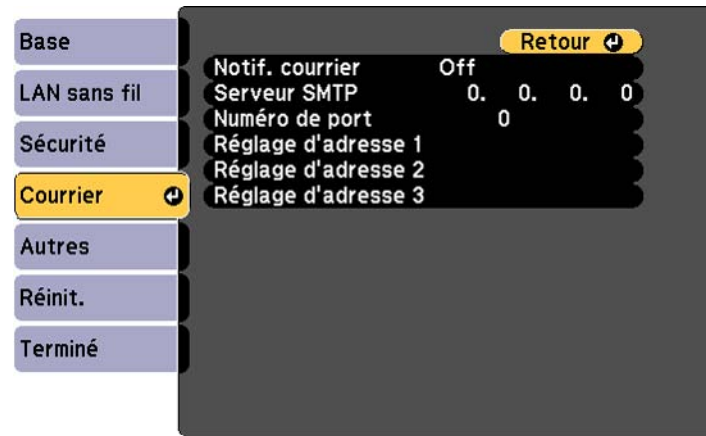 Base
LAN sans fil
Sécurité
Courrier
Autres
Réinit.
Terminé
Retour
Notif. courrier Off
Serveur SMTP 0. 0. 0. 0
Numéro de port 0
Réglage d'adresse 1
Réglage d'adresse 2
Réglage d'adresse 3